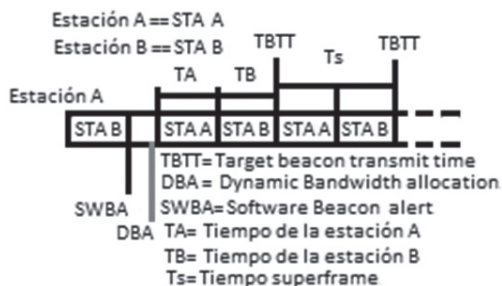 Estación A == STA A
Estación B == STA B
TBTT
TBTT
Ts
TA
TB
Estación A
STA B
STA A
STA B
STA A
STA B
TBTT= Target beacon transmit time
DBA = Dynamic Bandwidth allocation
SWBA
SWBA= Software Beacon alert
DBA
TA= Tiempo de la estación A
TB= Tiempo de la estación B
Ts=Tiempo superframe